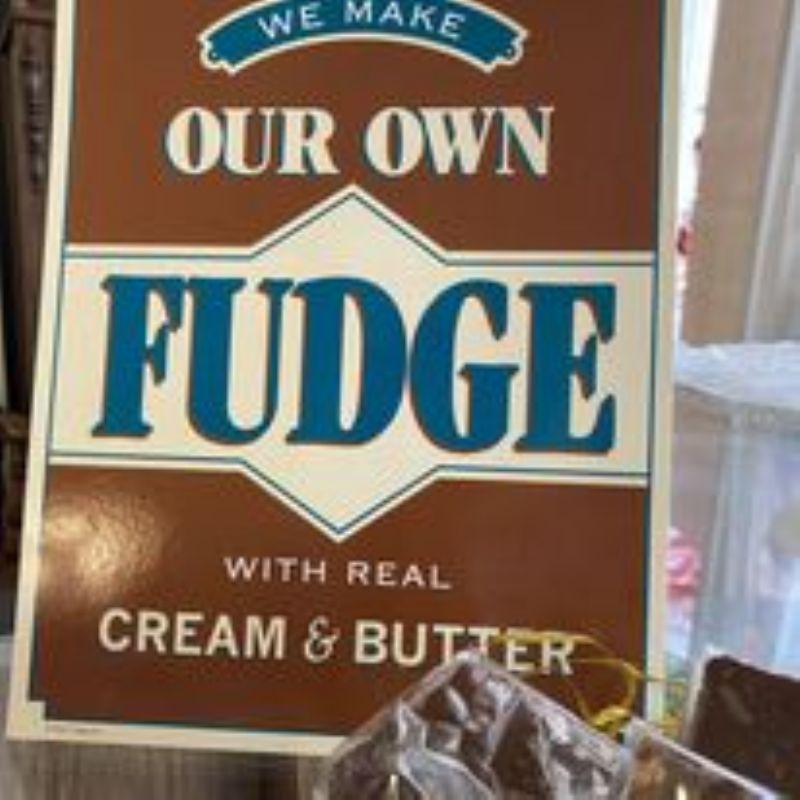 WE MAKE
OUR OWN
FUDGE
WITH REAL
CREAM & BUTTER